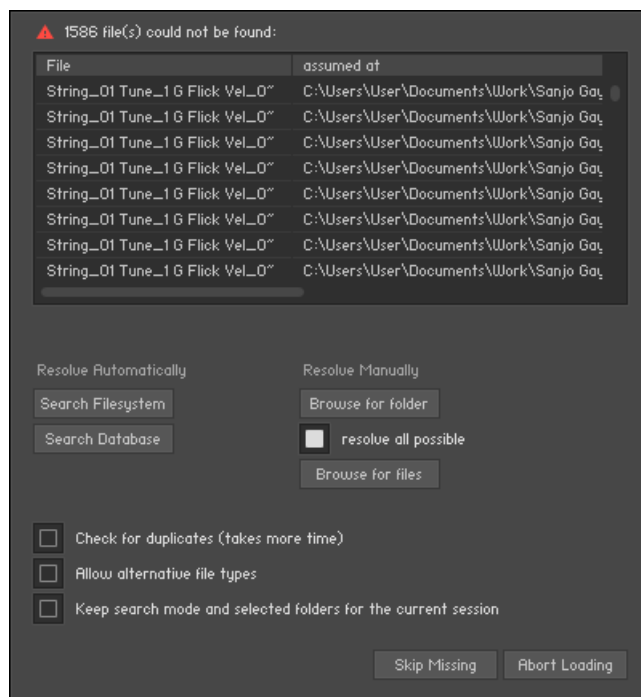 1586 file(s) could not be found:
File assumed at
String_01 Tune_1 G Flick Vel_0~ C:\Users\User\Documents\Work\Sanjo Gay
String_01 Tune_1 G Flick Vel_0~ C:\Users\User\Documents\Work\Sanjo Gay
String_01 Tune_1 G Flick Vel_0~ C:\Users\User\Documents\Work\Sanjo Gay
String_01 Tune_1 G Flick Vel_0~ C:\Users\User\Documents\Work\Sanjo Gay
String_01 Tune_1 G Flick Vel_0~ C:\Users\User\Documents\Work\Sanjo Gay
String_01 Tune_1 G Flick Vel_0~ C:\Users\User\Documents\Work\Sanjo Gay
String_01 Tune_1 G Flick Vel_0~ C:\Users\User\Documents\Work\Sanjo Gay
String_01 Tune_1 G Flick Vel_0~ C:\Users\User\Documents\Work\Sanjo Gay
Resolve Automatically Resolve Manually
Search Filesystem Browse for folder
Search Database resolve all possible
Browse for files
Check for duplicates (takes more time)
Allow alternative file types
Keep search mode and selected folders for the current session
Skip Missing Abort Loading